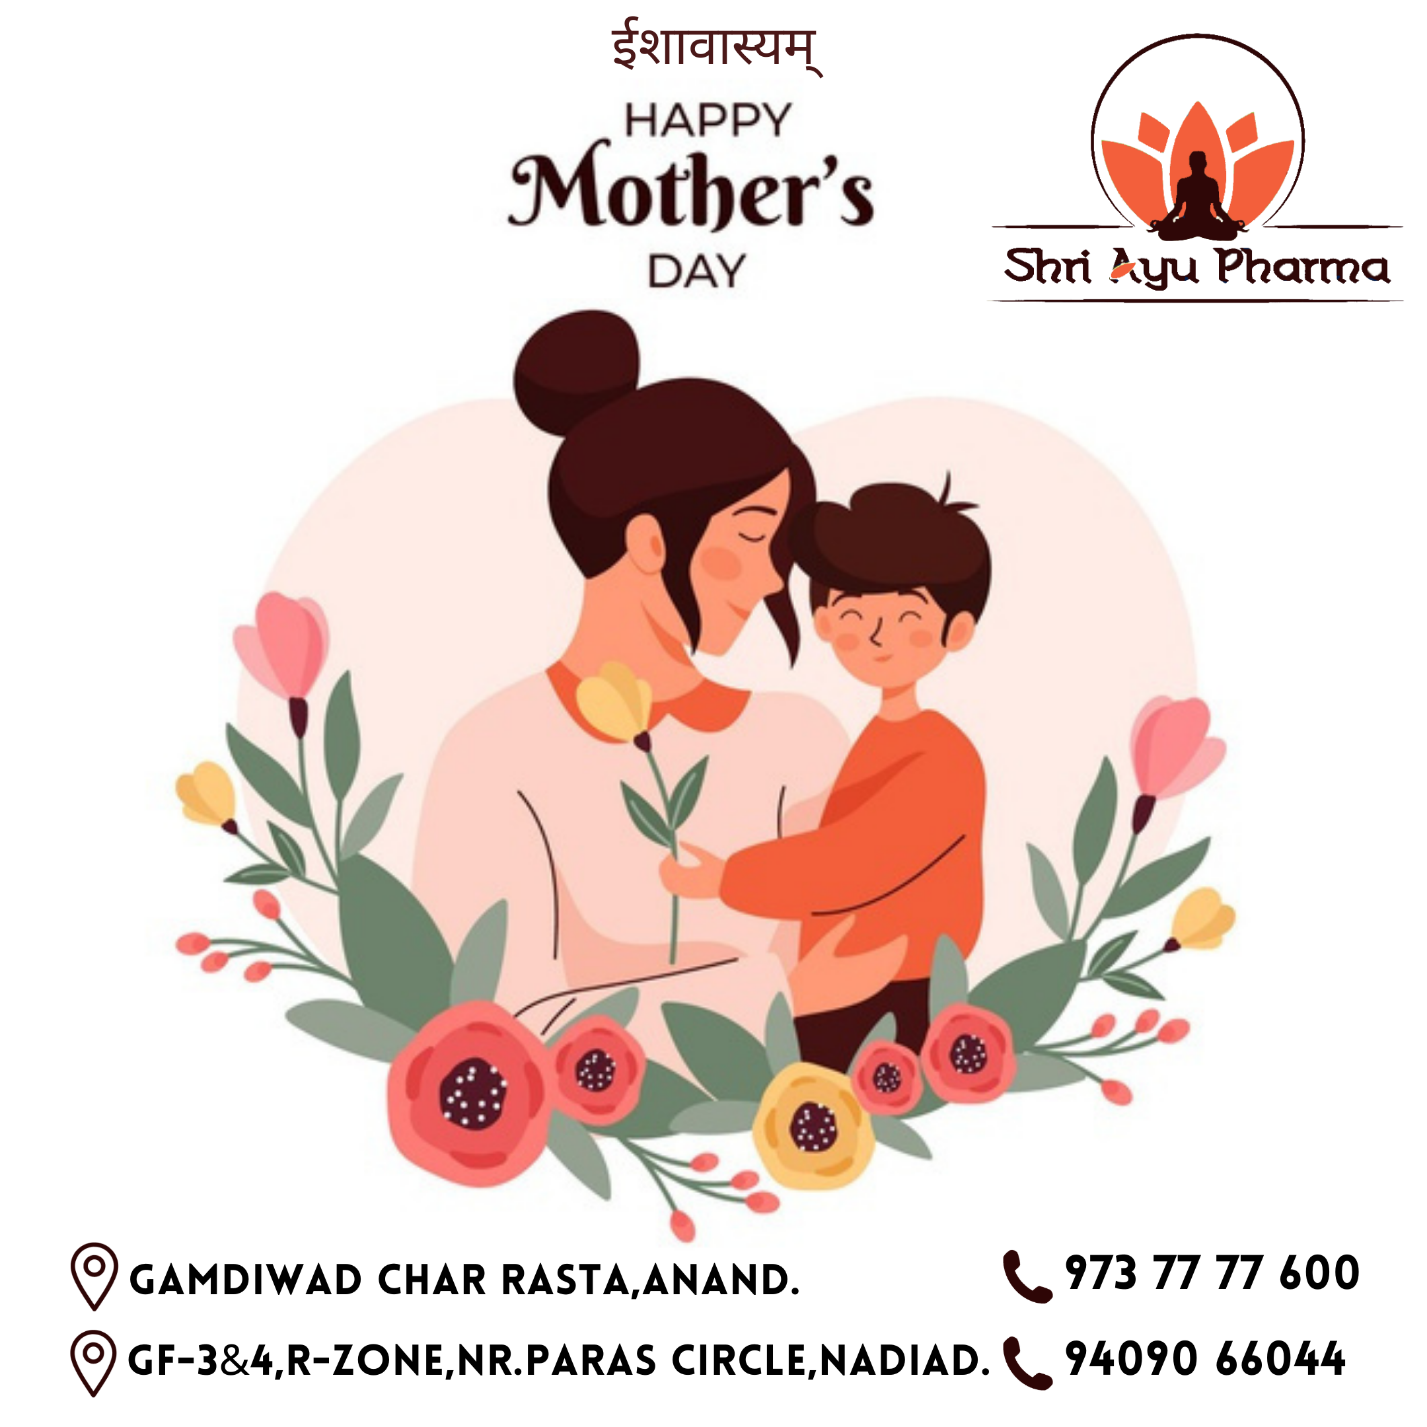 ईशावास्यम्
HAPPY
Mother's
DAY
Shri Ayu Pharma
GAMDIWAD CHAR RASTA,ANAND.
973 77 77 600
GF-3&4,R-ZONE,NR.PARAS CIRCLE,NADIAD.
94090 66044